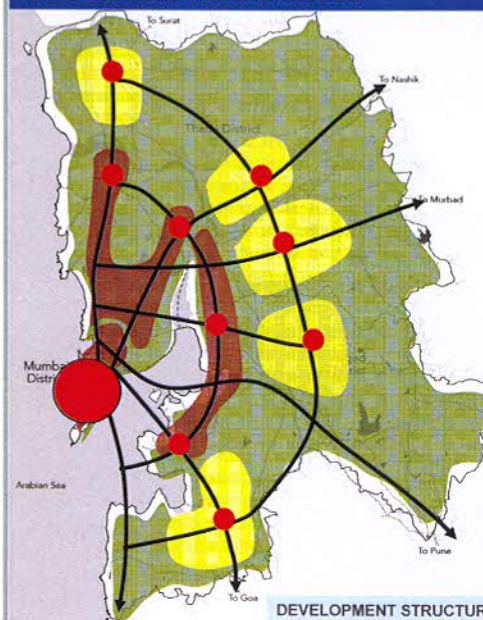 To Surat
To Nashik
Thane District
To Murbad
Mumbai
District
Arabian Sea
To Pune
To Goa
DEVELOPMENT STRUCTUR